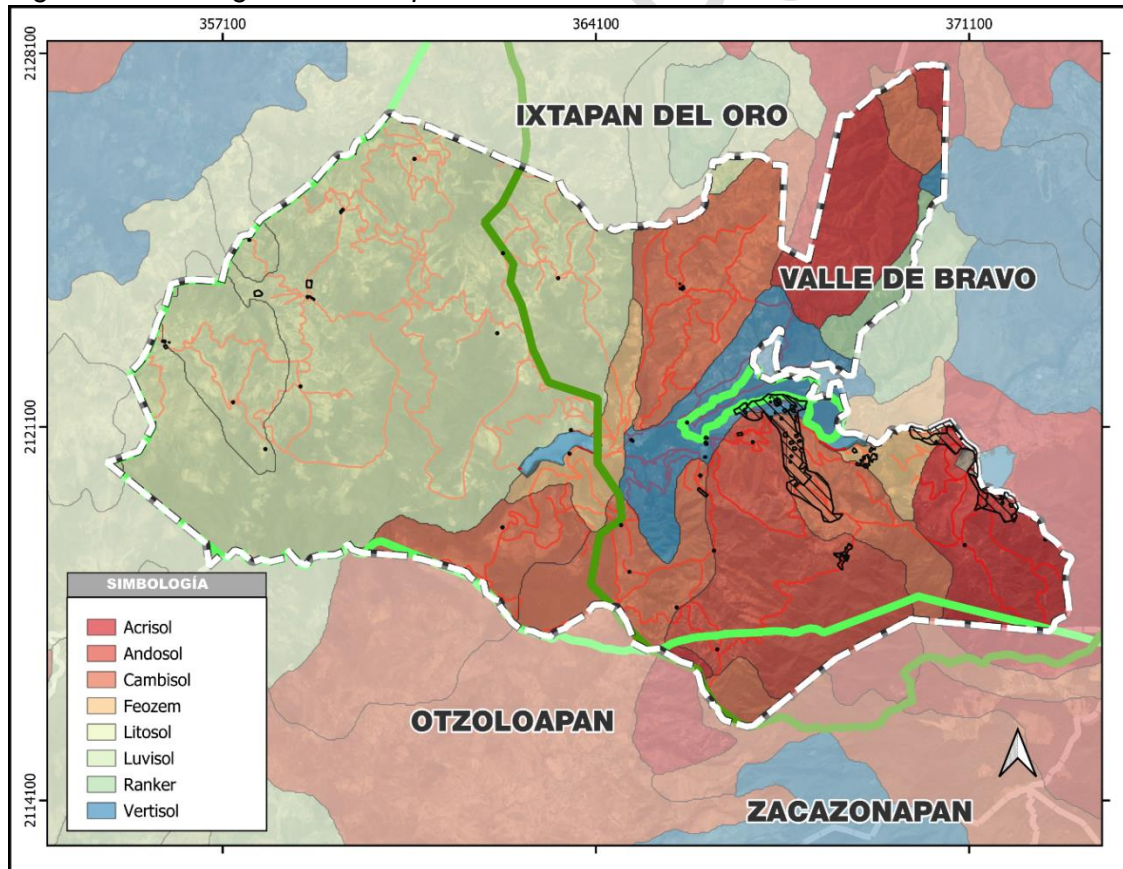 357100
364100
371100
2128100
IXTAPAN DEL ORO
VALLE DE BRAVO
2121100
SIMBOLOGÍA
Acrisol
Andosol
Cambisol
Feozem
Litosol
Luvisol
Ranker
Vertisol
OTZOLOAPAN
2114100
ZACAZONAPAN